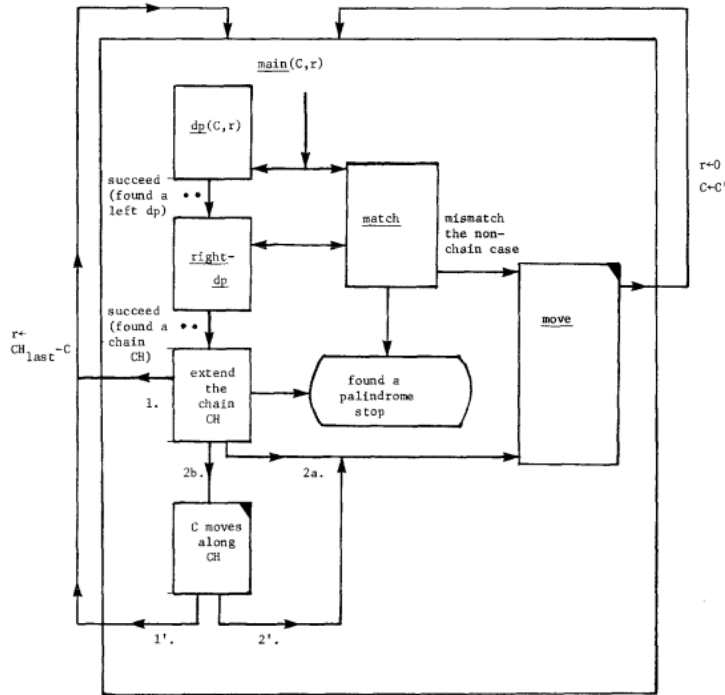 main(C,r)
dp(C,r)
succeed
(found a
left dp)
match
mismatch
the non-
chain case
r←0
C←C'
right-
dp
move
succeed
(found a
chain
CH)
r←
CH_last-C
extend
the
chain
CH
found a
palindrome
stop
1.
2b.
2a.
C moves
along
CH
1'.
2'.